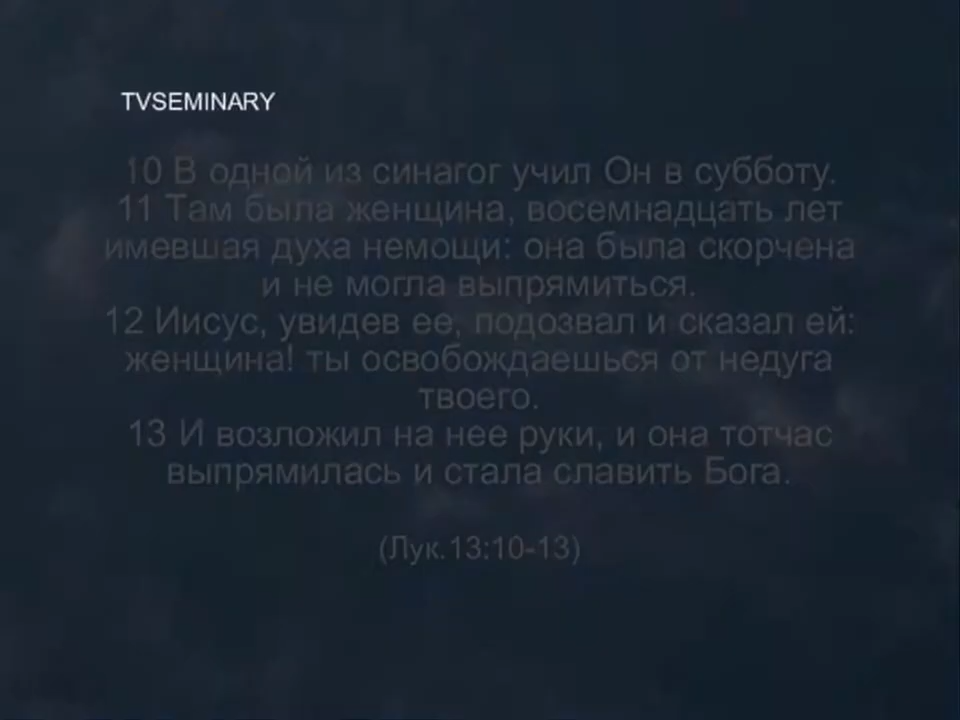 TVSEMINARY
10 В одной из синагог учил Он в субботу.
11 Там была женщина, восемнадцать лет
имевшая духа немощи: она была скорчена
и не могла выпрямиться.
12 Иисус, увидев ее, подозвал и сказал ей:
женщина! ты освобождаешься от недуга
твоего.
13 И возложил на нее руки, и она тотчас
выпрямилась и стала славить Бога.
(Лук.13:10-13)